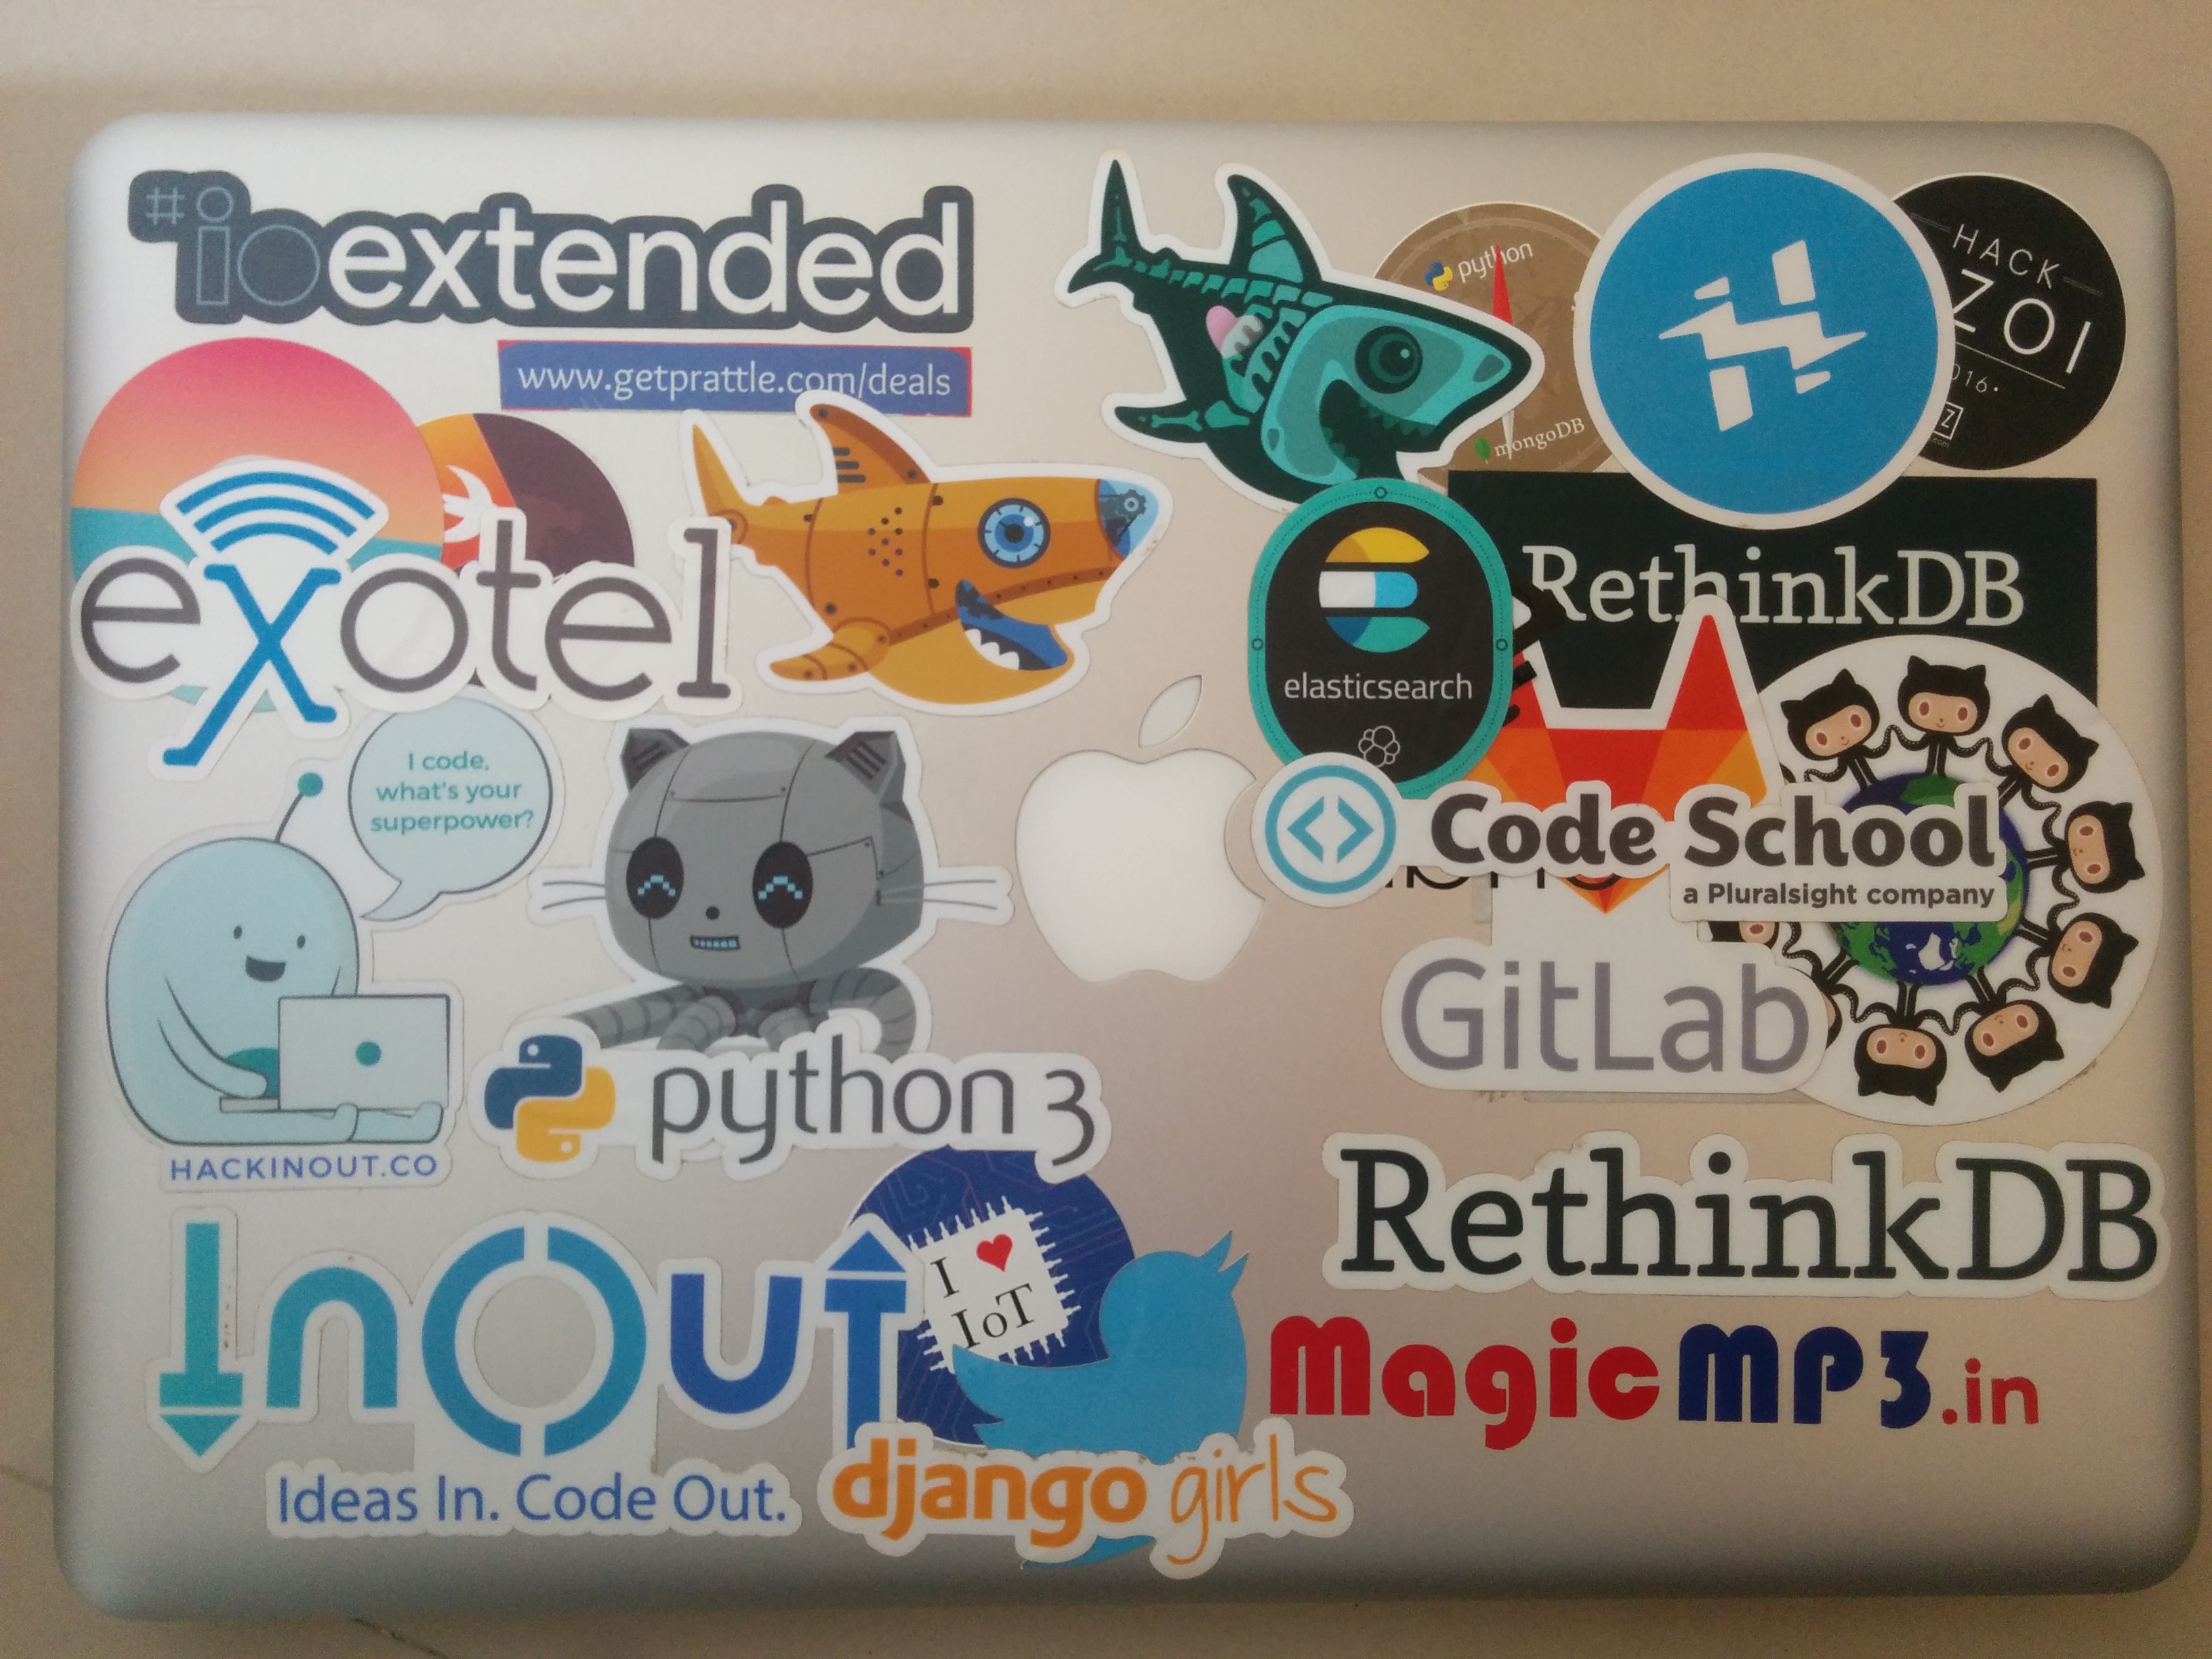 #ioextended
www.getprattle.com/deals
python
mongoDB
HACK
016•
exotel
elasticsearch
RethinkDB
I code,
what's your
superpower?
Code School
a Pluralsight company
GitLab
python 3
HACKINOUT.CO
InOut
Ideas In. Code Out.
I ♥
IoT
RethinkDB
MagicMP3.in
django girls